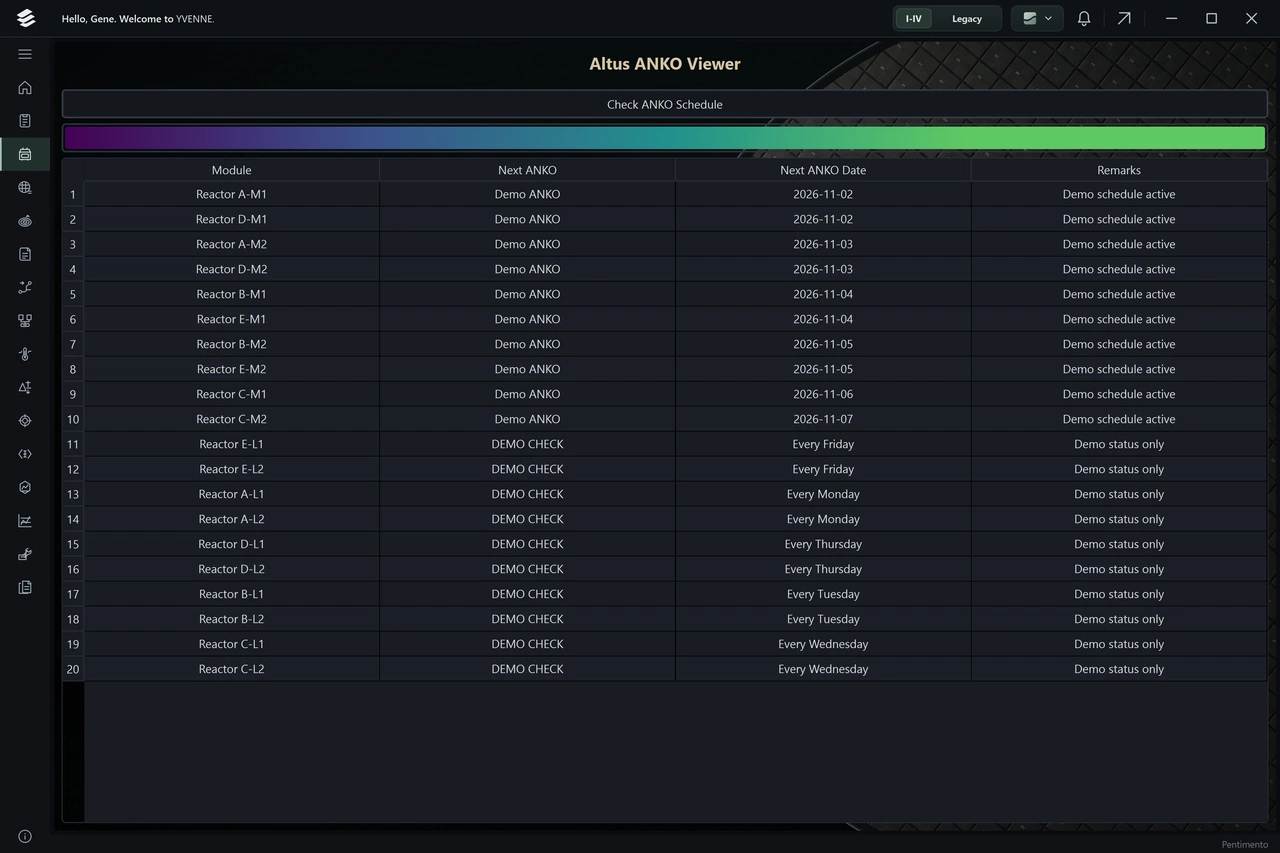 Hello, Gene. Welcome to YVENNE.
I-IV Legacy
Altus ANKO Viewer
Check ANKO Schedule
Module Next ANKO Next ANKO Date Remarks
1 Reactor A-M1 Demo ANKO 2026-11-02 Demo schedule active
2 Reactor D-M1 Demo ANKO 2026-11-02 Demo schedule active
3 Reactor A-M2 Demo ANKO 2026-11-03 Demo schedule active
4 Reactor D-M2 Demo ANKO 2026-11-03 Demo schedule active
5 Reactor B-M1 Demo ANKO 2026-11-04 Demo schedule active
6 Reactor E-M1 Demo ANKO 2026-11-04 Demo schedule active
7 Reactor B-M2 Demo ANKO 2026-11-05 Demo schedule active
8 Reactor E-M2 Demo ANKO 2026-11-05 Demo schedule active
9 Reactor C-M1 Demo ANKO 2026-11-06 Demo schedule active
10 Reactor C-M2 Demo ANKO 2026-11-07 Demo schedule active
11 Reactor E-L1 DEMO CHECK Every Friday Demo status only
12 Reactor E-L2 DEMO CHECK Every Friday Demo status only
13 Reactor A-L1 DEMO CHECK Every Monday Demo status only
14 Reactor A-L2 DEMO CHECK Every Monday Demo status only
15 Reactor D-L1 DEMO CHECK Every Thursday Demo status only
16 Reactor D-L2 DEMO CHECK Every Thursday Demo status only
17 Reactor B-L1 DEMO CHECK Every Tuesday Demo status only
18 Reactor B-L2 DEMO CHECK Every Tuesday Demo status only
19 Reactor C-L1 DEMO CHECK Every Wednesday Demo status only
20 Reactor C-L2 DEMO CHECK Every Wednesday Demo status only
Pentimento